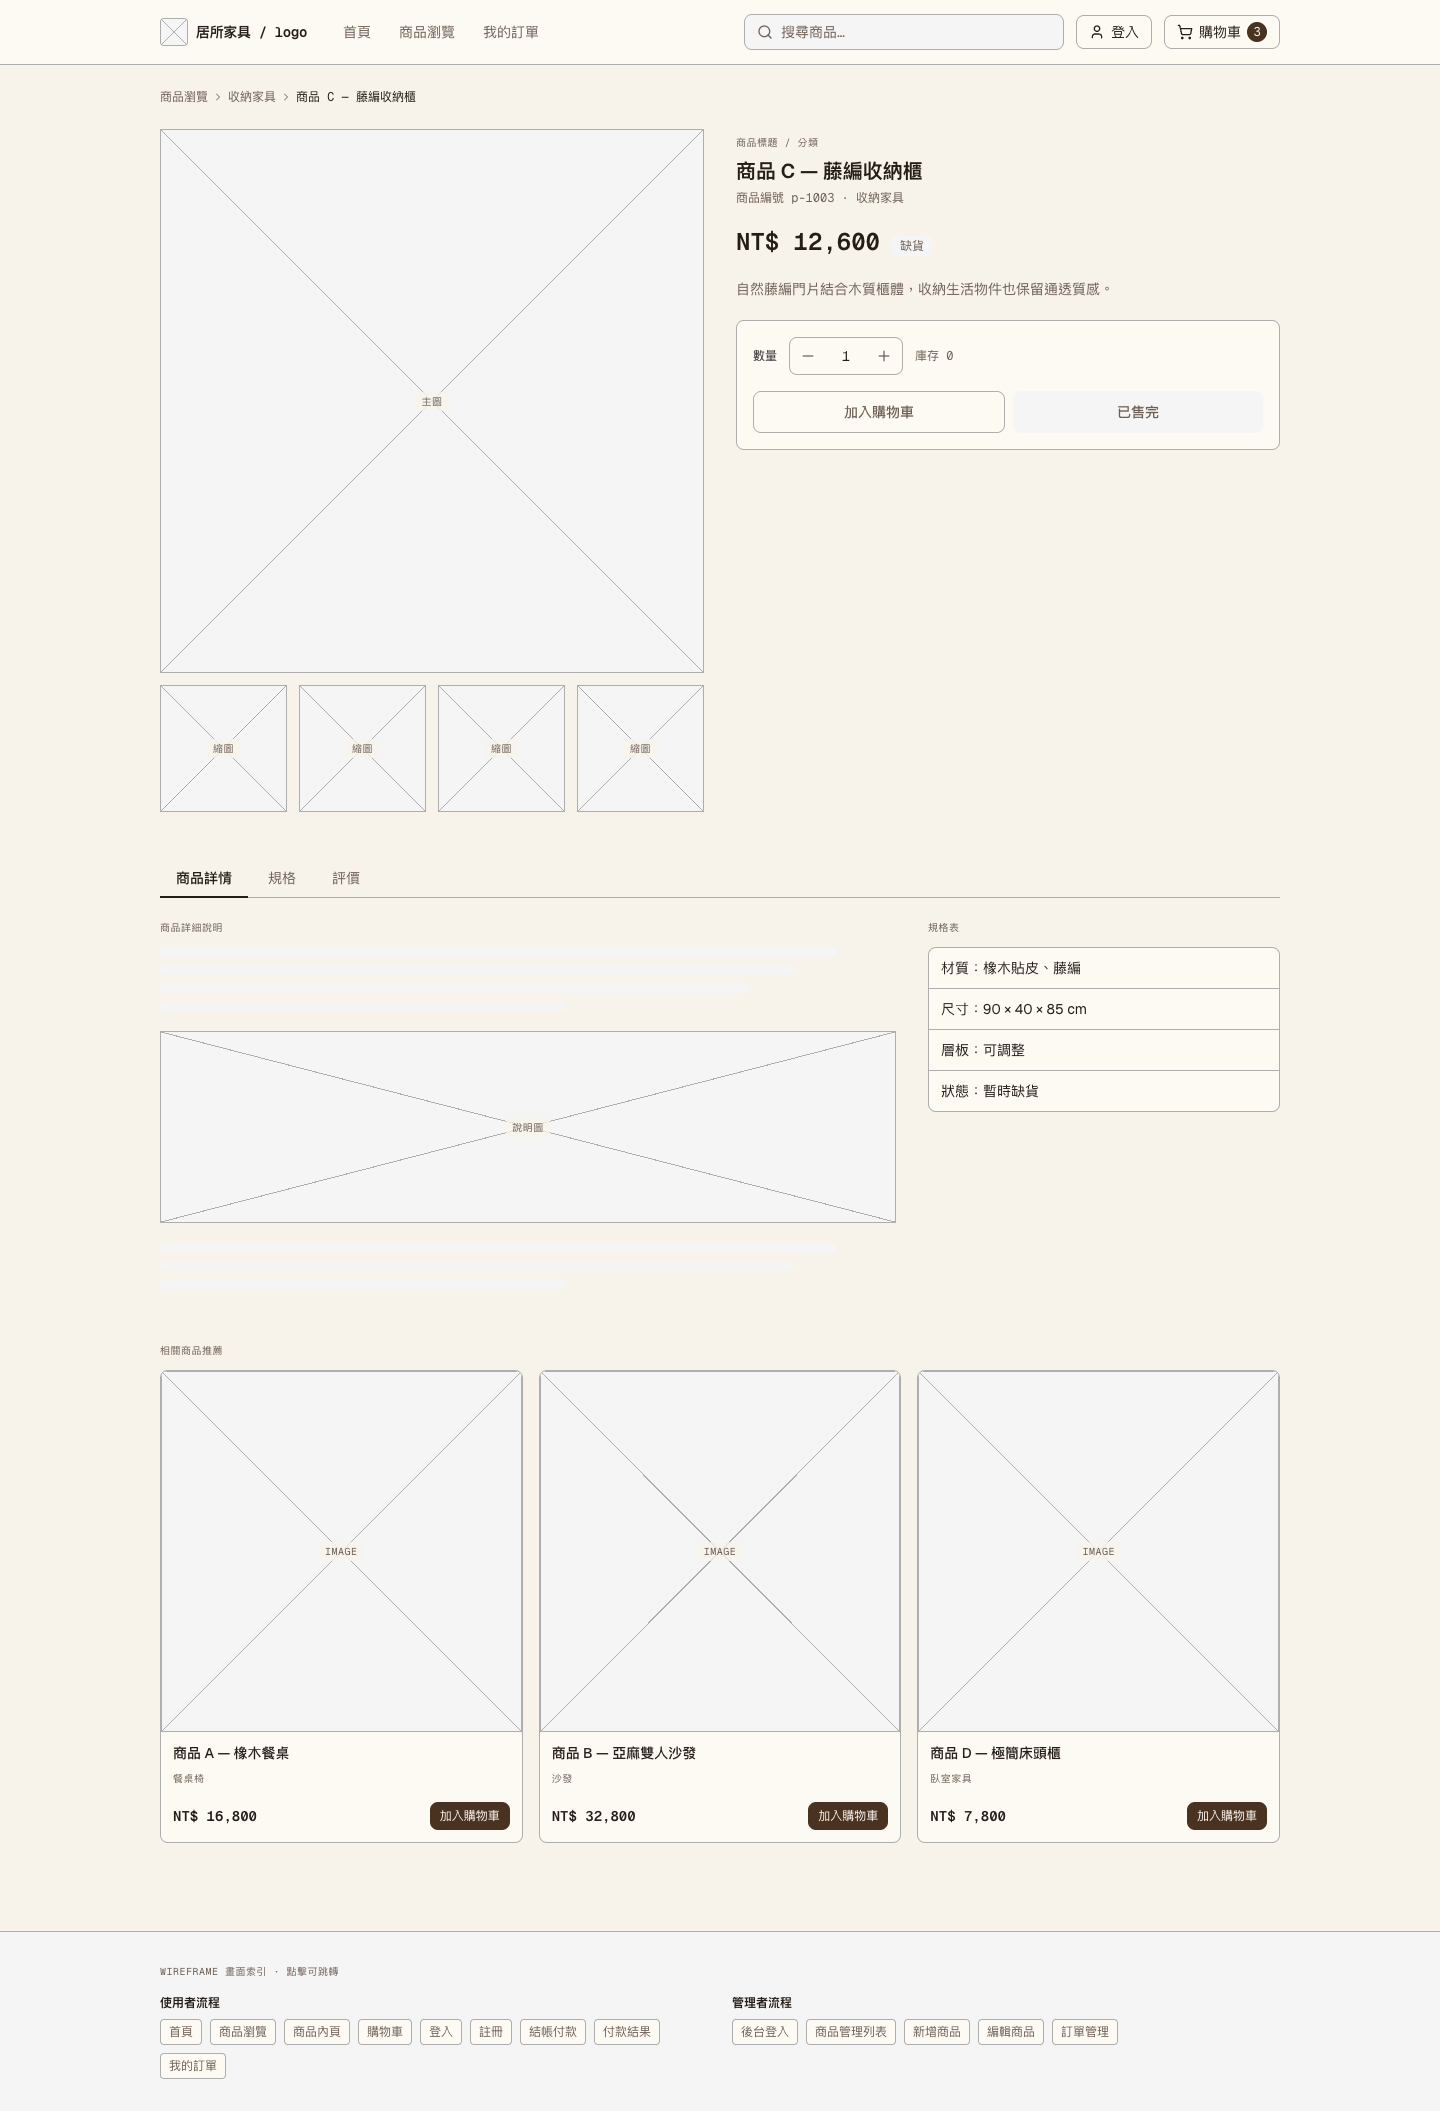 居所家具 / logo
首頁
商品瀏覽
我的訂單
搜尋商品…
登入
購物車 3
商品瀏覽 > 收納家具 > 商品 C — 藤編收納櫃
主圖
縮圖
縮圖
縮圖
縮圖
商品標題 / 分類
商品 C — 藤編收納櫃
商品編號 p-1003 · 收納家具
NT$ 12,600 缺貨
自然藤編門片結合木質櫃體，收納生活物件也保留通透質感。
數量 1 庫存 0
加入購物車
已售完
商品詳情
規格
評價
商品詳細說明
說明圖
規格表
材質：橡木貼皮、藤編
尺寸：90 × 40 × 85 cm
層板：可調整
狀態：暫時缺貨
相關商品推薦
IMAGE
商品 A — 橡木餐桌
餐桌椅
NT$ 16,800
加入購物車
IMAGE
商品 B — 亞麻雙人沙發
沙發
NT$ 32,800
加入購物車
IMAGE
商品 D — 極簡床頭櫃
臥室家具
NT$ 7,800
加入購物車
WIREFRAME 畫面索引 · 點擊可跳轉
使用者流程
首頁
商品瀏覽
商品內頁
購物車
登入
註冊
結帳付款
付款結果
我的訂單
管理者流程
後台登入
商品管理列表
新增商品
編輯商品
訂單管理